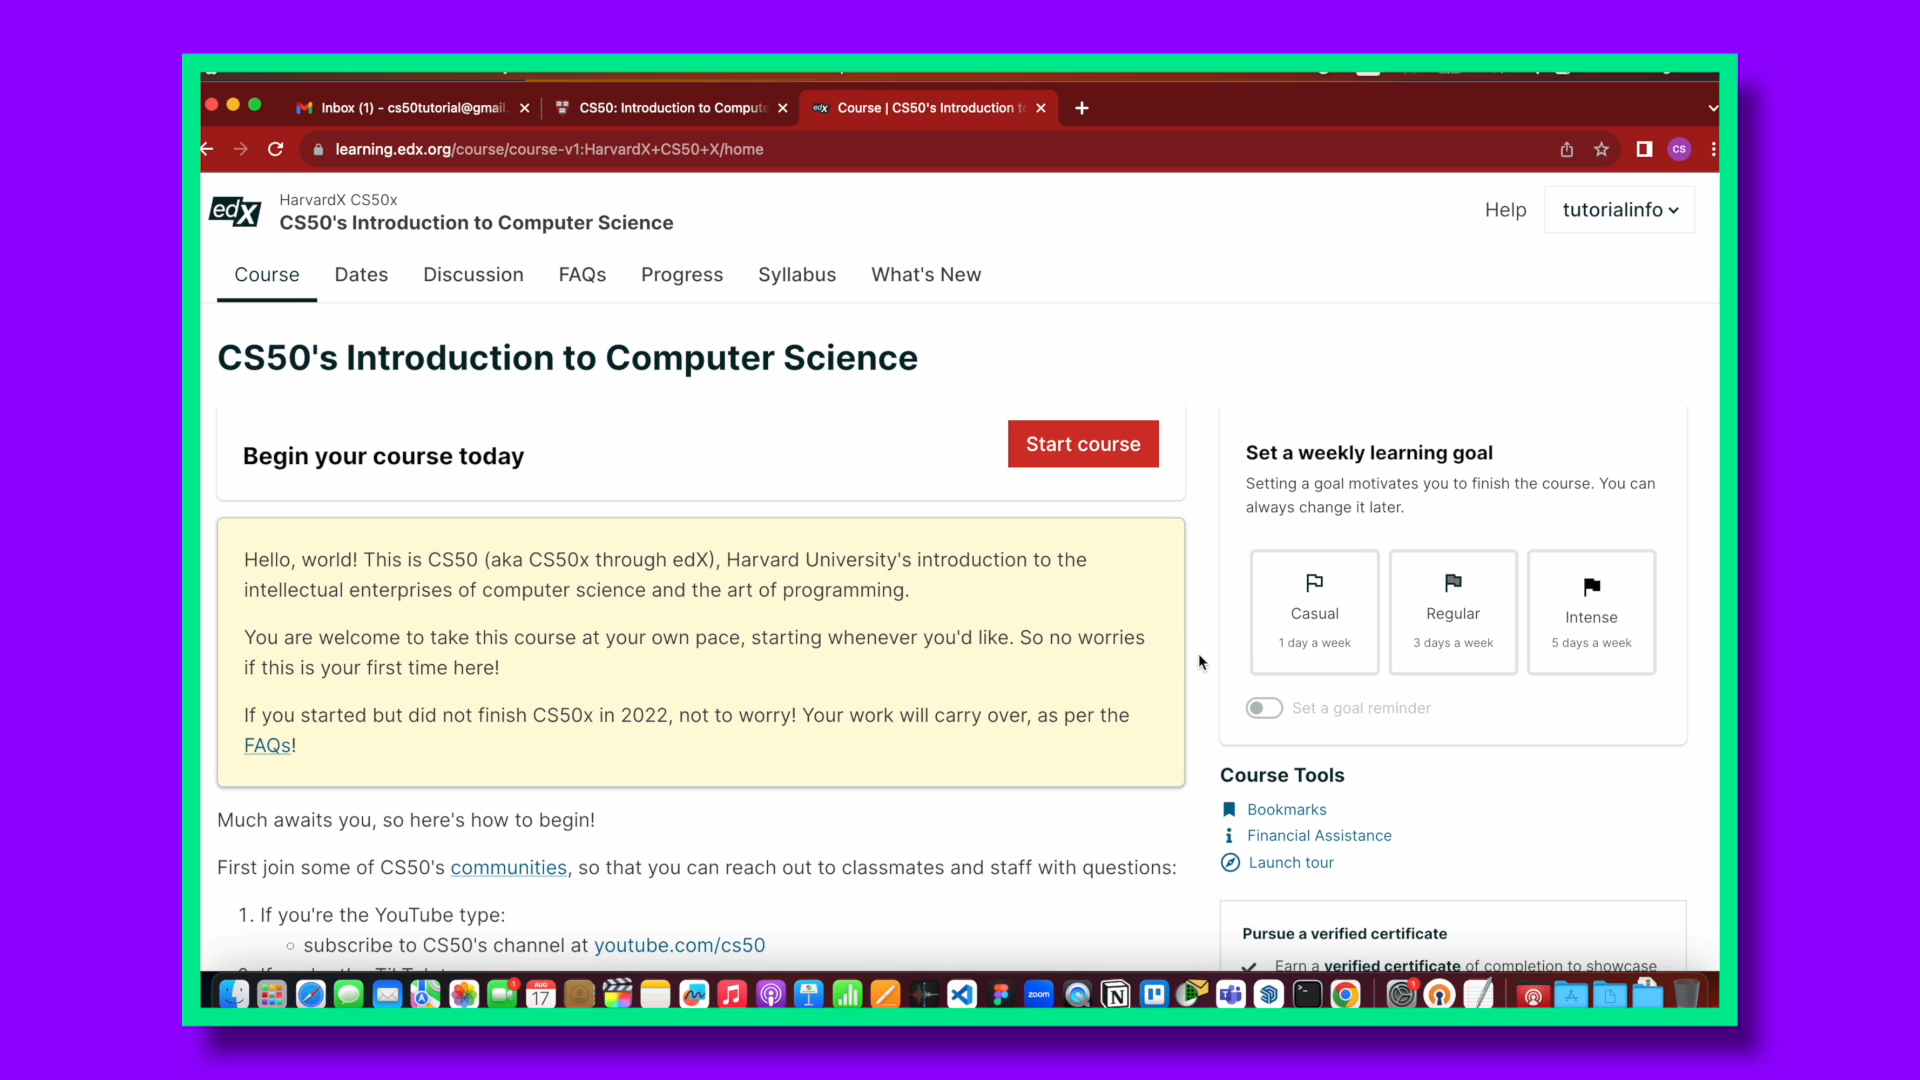 Inbox (1) - cs50tutorial@gmail.
CS50: Introduction to Compute
edX Course | CS50's Introduction to
learning.edx.org/course/course-v1:HarvardX+CS50+X/home
CS
edX
HarvardX CS50x
CS50's Introduction to Computer Science
Help
tutorialinfo
Course
Dates
Discussion
FAQs
Progress
Syllabus
What's New
CS50's Introduction to Computer Science
Begin your course today
Start course
Hello, world! This is CS50 (aka CS50x through edX), Harvard University's introduction to the
intellectual enterprises of computer science and the art of programming.
You are welcome to take this course at your own pace, starting whenever you'd like. So no worries
if this is your first time here!
If you started but did not finish CS50x in 2022, not to worry! Your work will carry over, as per the
FAQs!
Much awaits you, so here's how to begin!
First join some of CS50's communities, so that you can reach out to classmates and staff with questions:
1. If you're the YouTube type:
subscribe to CS50's channel at youtube.com/cs50
Set a weekly learning goal
Setting a goal motivates you to finish the course. You can
always change it later.
Casual
1 day a week
Regular
3 days a week
Intense
5 days a week
Set a goal reminder
Course Tools
Bookmarks
Financial Assistance
Launch tour
Pursue a verified certificate
Earn a verified certificate of completion to showcase
AUG
17
zoom